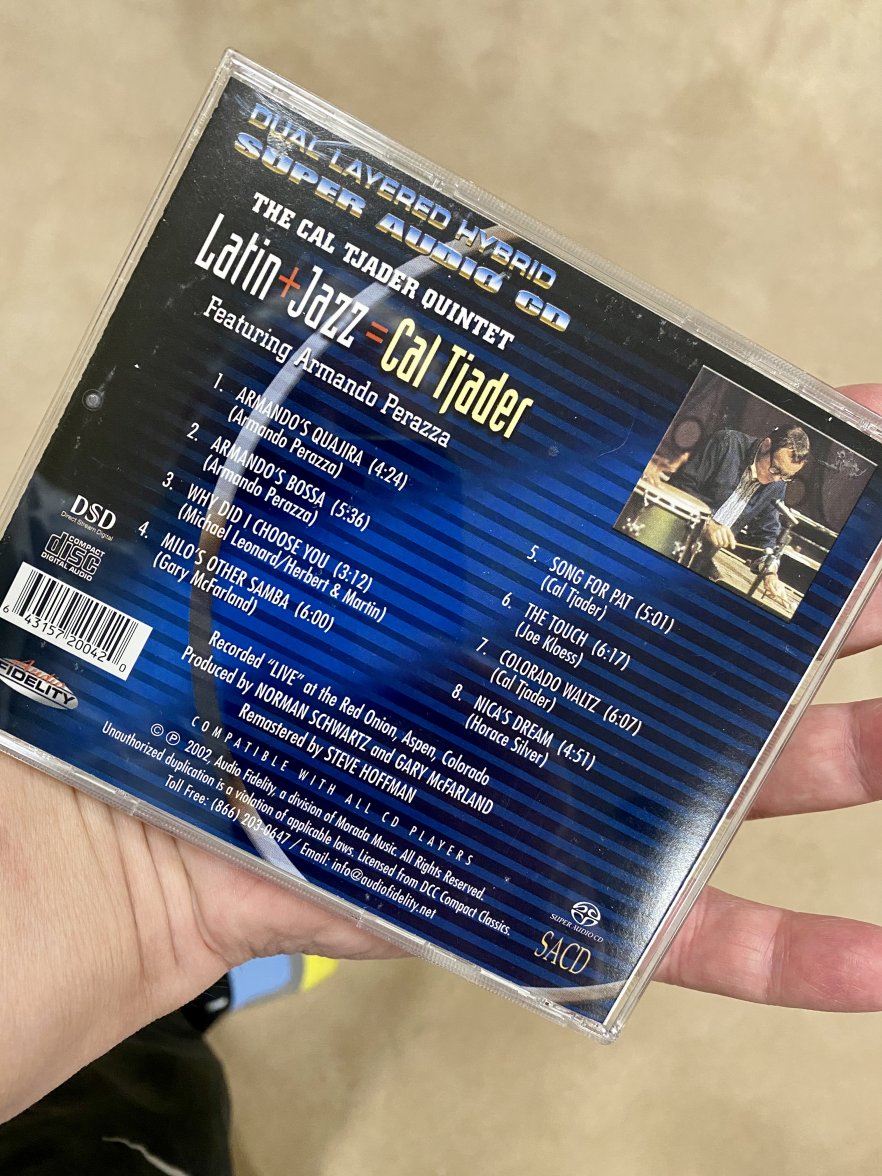 DUAL LAYERED HYBRID
SUPER AUDIO CD
THE CAL TJADER QUINTET
Latin+Jazz=Cal Tjader
Featuring Armando Perazza
1. ARMANDO'S QUAJIRA (4:24)
(Armando Perazza)
2. ARMANDO'S BOSSA (5:36)
(Armando Perazza)
3. WHY DID I CHOOSE YOU (3:12)
(Michael Leonard/Herbert & Martin)
4. MILO'S OTHER SAMBA (6:00)
(Gary McFarland)
5. SONG FOR PAT (5:01)
(Cal Tjader)
6. THE TOUCH (6:17)
(Joe Kloess)
7. COLORADO WALTZ (6:07)
(Cal Tjader)
8. NICA'S DREAM (4:51)
(Horace Silver)
DSD
Direct Stream Digital
COMPACT
disc
DIGITAL AUDIO
6 43157 20042 0
Audio
FIDELITY
Recorded "LIVE" at the Red Onion, Aspen, Colorado
Produced by NORMAN SCHWARTZ and GARY McFARLAND
Remastered by STEVE HOFFMAN
COMPATIBLE WITH ALL CD PLAYERS
© ℗ 2002, Audio Fidelity, a division of Morada Music. All Rights Reserved.
Unauthorized duplication is a violation of applicable laws. Licensed from DCC Compact Classics.
Toll Free: (866) 203-0647 / Email: info@audiofidelity.net
SUPER AUDIO CD
SACD